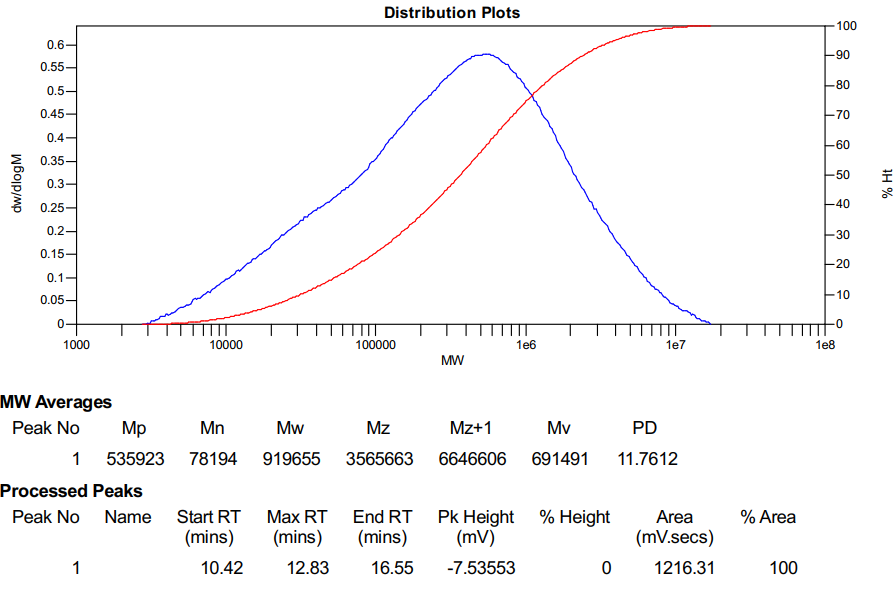 Distribution Plots
0.6
0.55
0.5
0.45
0.4
0.35
0.3
0.25
0.2
0.15
0.1
0.05
0
dw/dlogM
100
90
80
70
60
50
40
30
20
10
0
% Ht
1000 10000 100000 1e6 1e7 1e8
MW
MW Averages
Peak No Mp Mn Mw Mz Mz+1 Mv PD
1 535923 78194 919655 3565663 6646606 691491 11.7612
Processed Peaks
Peak No Name Start RT Max RT End RT Pk Height % Height Area % Area
(mins) (mins) (mins) (mV) (mV.secs)
1 10.42 12.83 16.55 -7.53553 0 1216.31 100